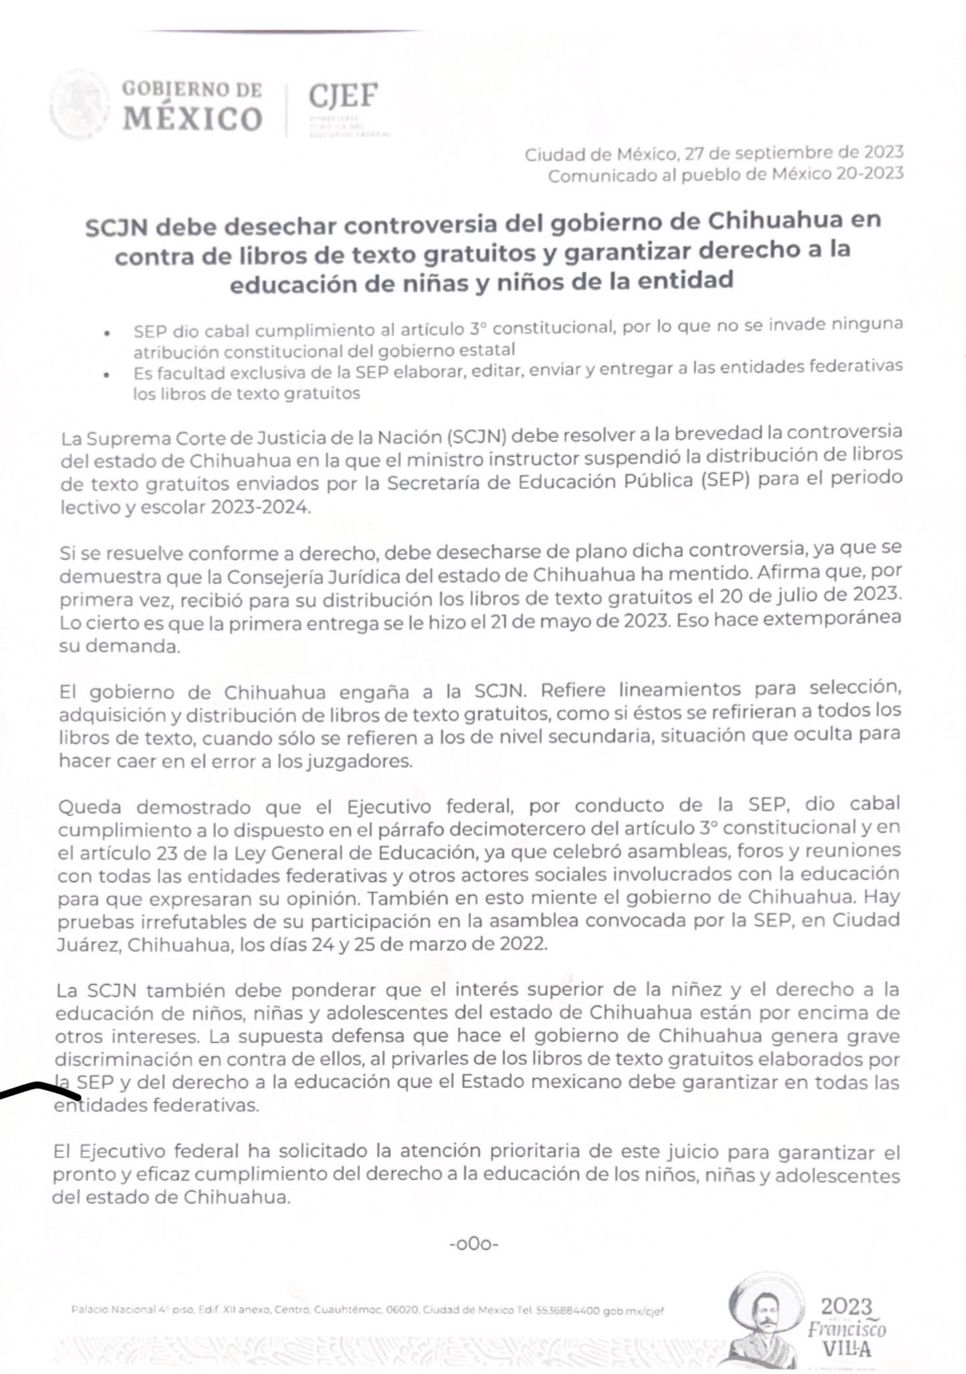 GOBIERNO DE
MÉXICO
CJEF
CONSEJERÍA
JURÍDICA DEL
EJECUTIVO FEDERAL
Ciudad de México, 27 de septiembre de 2023
Comunicado al pueblo de México 20-2023
SCJN debe desechar controversia del gobierno de Chihuahua en
contra de libros de texto gratuitos y garantizar derecho a la
educación de niñas y niños de la entidad
• SEP dio cabal cumplimiento al artículo 3° constitucional, por lo que no se invade ninguna
atribución constitucional del gobierno estatal
• Es facultad exclusiva de la SEP elaborar, editar, enviar y entregar a las entidades federativas
los libros de texto gratuitos
La Suprema Corte de Justicia de la Nación (SCJN) debe resolver a la brevedad la controversia
del estado de Chihuahua en la que el ministro instructor suspendió la distribución de libros
de texto gratuitos enviados por la Secretaría de Educación Pública (SEP) para el periodo
lectivo y escolar 2023-2024.
Si se resuelve conforme a derecho, debe desecharse de plano dicha controversia, ya que se
demuestra que la Consejería Jurídica del estado de Chihuahua ha mentido. Afirma que, por
primera vez, recibió para su distribución los libros de texto gratuitos el 20 de julio de 2023.
Lo cierto es que la primera entrega se le hizo el 21 de mayo de 2023. Eso hace extemporánea
su demanda.
El gobierno de Chihuahua engaña a la SCJN. Refiere lineamientos para selección,
adquisición y distribución de libros de texto gratuitos, como si éstos se refirieran a todos los
libros de texto, cuando sólo se refieren a los de nivel secundaria, situación que oculta para
hacer caer en el error a los juzgadores.
Queda demostrado que el Ejecutivo federal, por conducto de la SEP, dio cabal
cumplimiento a lo dispuesto en el párrafo decimotercero del artículo 3° constitucional y en
el artículo 23 de la Ley General de Educación, ya que celebró asambleas, foros y reuniones
con todas las entidades federativas y otros actores sociales involucrados con la educación
para que expresaran su opinión. También en esto miente el gobierno de Chihuahua. Hay
pruebas irrefutables de su participación en la asamblea convocada por la SEP, en Ciudad
Juárez, Chihuahua, los días 24 y 25 de marzo de 2022.
La SCJN también debe ponderar que el interés superior de la niñez y el derecho a la
educación de niños, niñas y adolescentes del estado de Chihuahua están por encima de
otros intereses. La supuesta defensa que hace el gobierno de Chihuahua genera grave
discriminación en contra de ellos, al privarles de los libros de texto gratuitos elaborados por
la SEP y del derecho a la educación que el Estado mexicano debe garantizar en todas las
entidades federativas.
El Ejecutivo federal ha solicitado la atención prioritaria de este juicio para garantizar el
pronto y eficaz cumplimiento del derecho a la educación de los niños, niñas y adolescentes
del estado de Chihuahua.
-o0o-
Palacio Nacional 4° piso, Edif. XII anexo, Centro, Cuauhtémoc, 06020, Ciudad de México Tel. 5536884400 gob.mx/cjef
2023
Francisco
VILLA